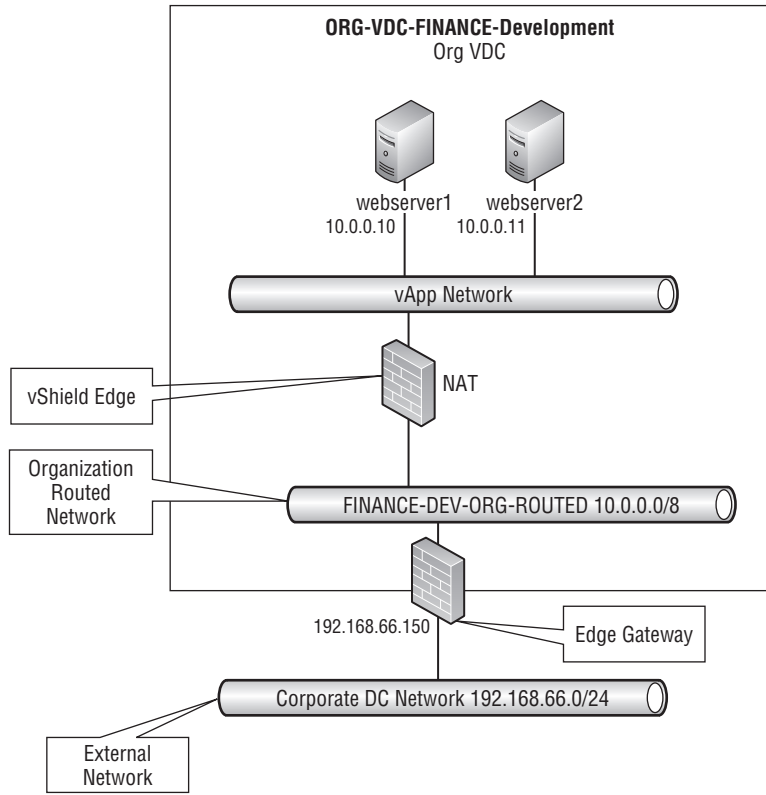 ORG-VDC-FINANCE-Development
Org VDC
webserver1
10.0.0.10
webserver2
10.0.0.11
vApp Network
vShield Edge
NAT
Organization
Routed
Network
FINANCE-DEV-ORG-ROUTED 10.0.0.0/8
192.168.66.150
Edge Gateway
Corporate DC Network 192.168.66.0/24
External
Network